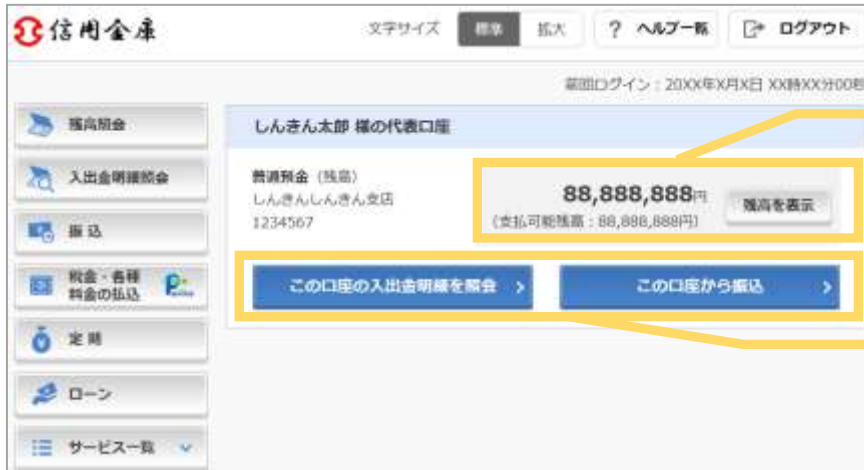 信用金庫
文字サイズ 標準 拡大 ? ヘルプ一覧 ログアウト
前回ログイン：20XX年X月X日 XX時XX分00秒
残高照会
入出金明細照会
振込
税金・各種
料金の払込
定期
ローン
サービス一覧
しんきん太郎 様の代表口座
普通預金（残高）
しんきんしんきん支店
1234567
88,888,888円
（支払可能残高：88,888,888円）
残高を表示
この口座の入出金明細を照会
この口座から振込